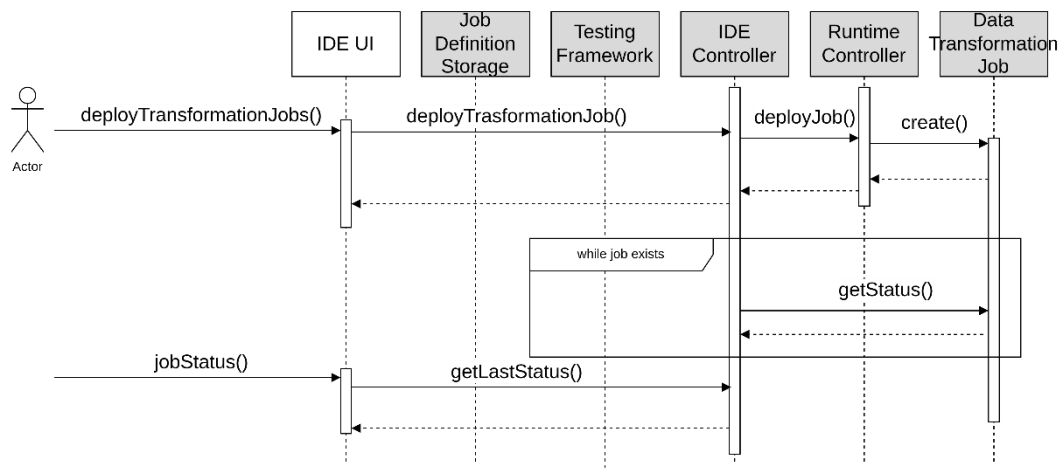 IDE UI
Job
Definition
Storage
Testing
Framework
IDE
Controller
Runtime
Controller
Data
Transformation
Job
Actor
deployTransformationJobs()
deployTrasformationJob()
deployJob()
create()
while job exists
getStatus()
jobStatus()
getLastStatus()